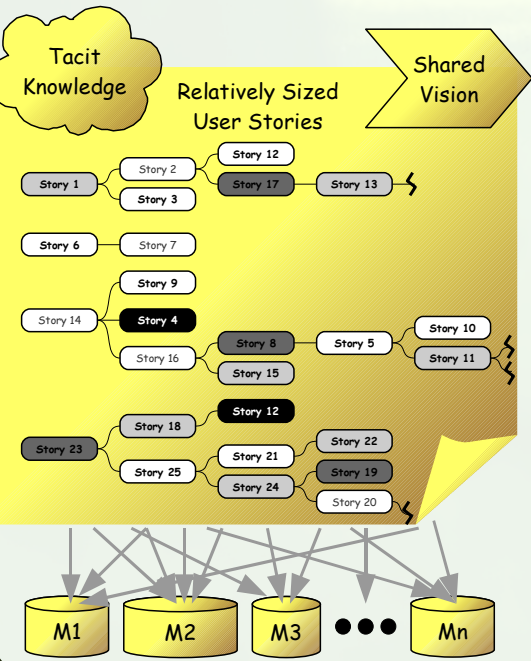 Tacit
Knowledge
Shared
Vision
Relatively Sized
User Stories
Story 12
Story 2
Story 1
Story 17
Story 13
Story 3
Story 6
Story 7
Story 9
Story 14
Story 4
Story 10
Story 8
Story 5
Story 16
Story 11
Story 15
Story 12
Story 18
Story 22
Story 23
Story 21
Story 25
Story 19
Story 24
Story 20
M1
M2
M3
Mn